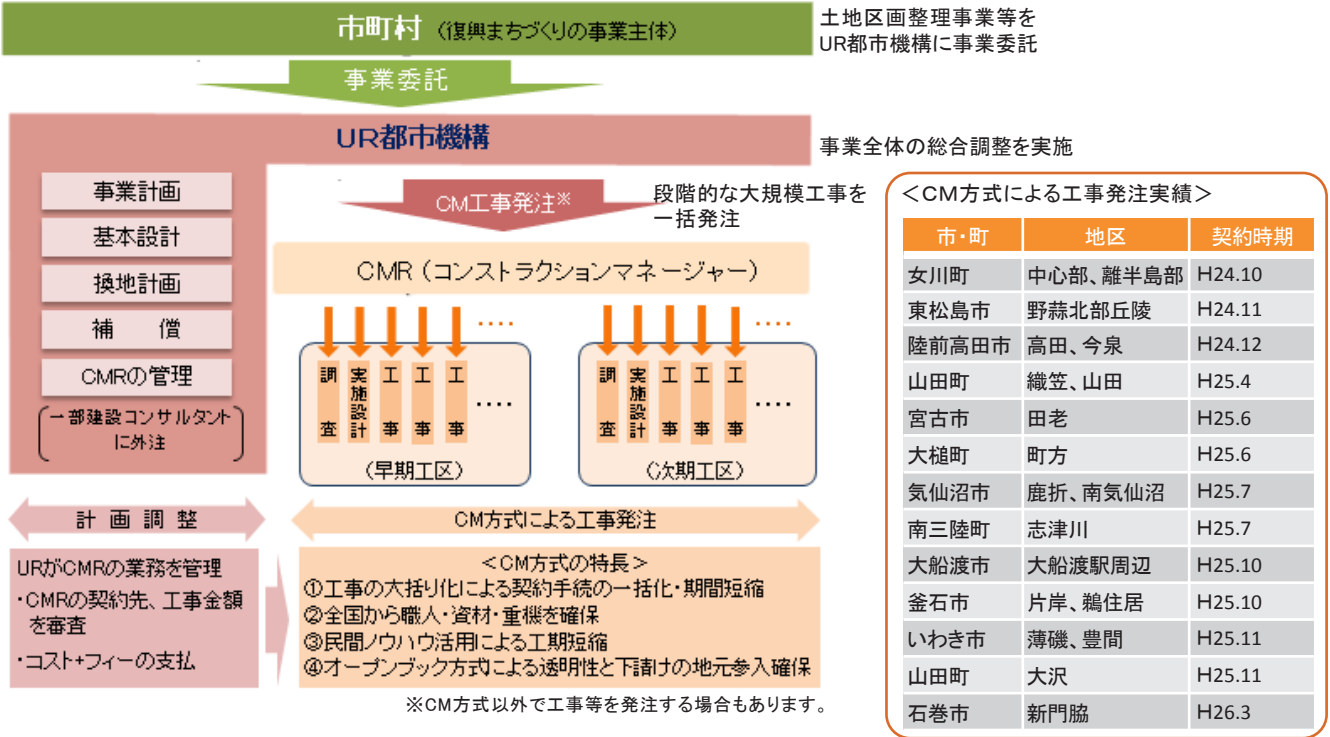 市町村（復興まちづくりの事業主体）
土地区画整理事業等を
UR都市機構に事業委託
事業委託
UR都市機構
事業全体の総合調整を実施
事業計画
基本設計
換地計画
補　償
CMRの管理
一部建設コンサルタント
に外注
CM工事発注※
段階的な大規模工事を
一括発注
CMR（コンストラクションマネージャー）
‥‥
‥‥
調査
実施設計
工事
工事
工事
‥‥
（早期工区）
調査
実施設計
工事
工事
工事
‥‥
（次期工区）
計画調整
CM方式による工事発注
URがCMRの業務を管理
・CMRの契約先、工事金額
を審査
・コスト+フィーの支払
＜CM方式の特長＞
①工事の大括り化による契約手続の一括化・期間短縮
②全国から職人・資材・重機を確保
③民間ノウハウ活用による工期短縮
④オープンブック方式による透明性と下請けの地元参入確保
※CM方式以外で工事等を発注する場合もあります。
＜CM方式による工事発注実績＞
市・町 地区 契約時期
女川町 中心部、離半島部 H24.10
東松島市 野蒜北部丘陵 H24.11
陸前高田市 高田、今泉 H24.12
山田町 織笠、山田 H25.4
宮古市 田老 H25.6
大槌町 町方 H25.6
気仙沼市 鹿折、南気仙沼 H25.7
南三陸町 志津川 H25.7
大船渡市 大船渡駅周辺 H25.10
釜石市 片岸、鵜住居 H25.10
いわき市 薄磯、豊間 H25.11
山田町 大沢 H25.11
石巻市 新門脇 H26.3